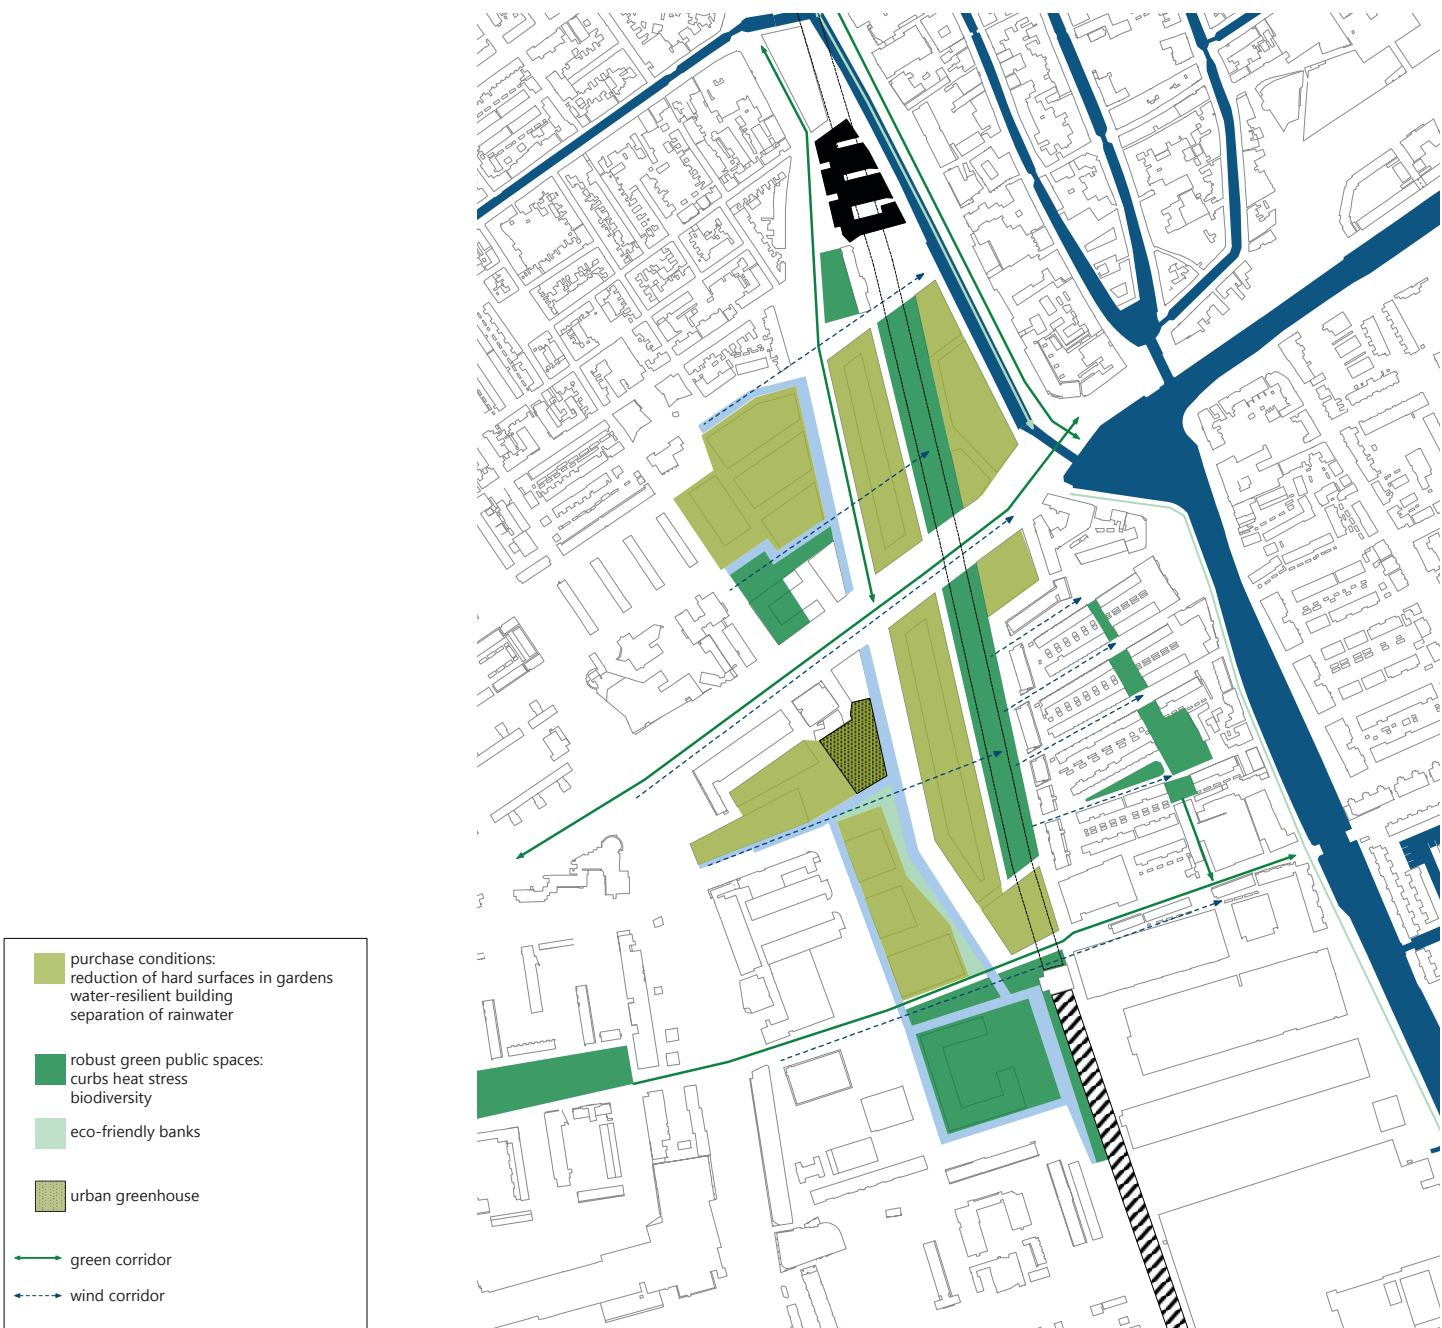 purchase conditions:
reduction of hard surfaces in gardens
water-resilient building
separation of rainwater
robust green public spaces:
curbs heat stress
biodiversity
eco-friendly banks
urban greenhouse
green corridor
wind corridor